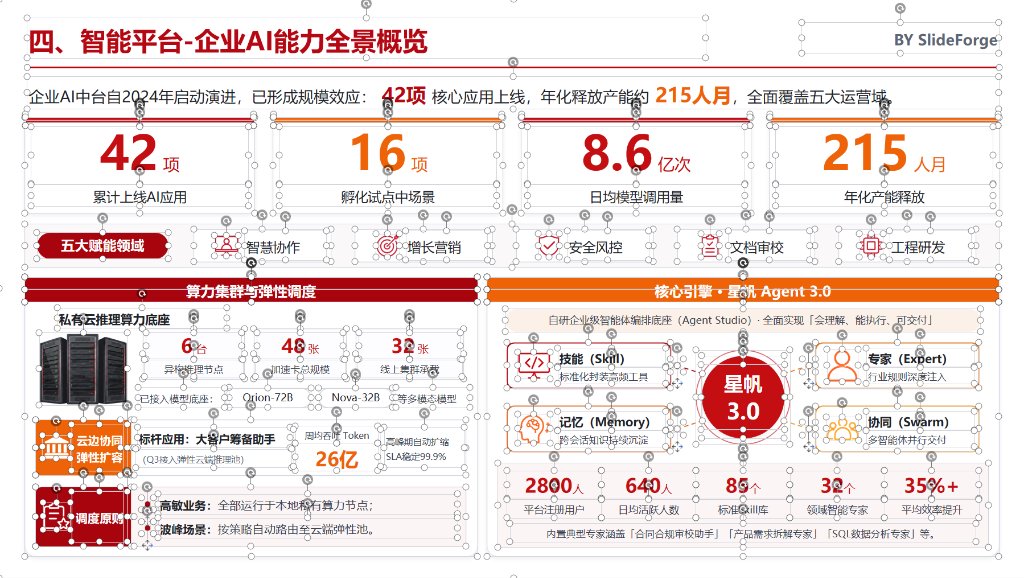 四、智能平台-企业AI能力全景概览
BY SlideForge
企业AI中台自2024年启动演进，已形成规模效应： 42项 核心应用上线，年化释放产能约 215人月，全面覆盖五大运营域。
42 项
累计上线AI应用
16 项
孵化试点中场景
8.6 亿次
日均模型调用量
215 人月
年化产能释放
五大赋能领域
智慧协作
增长营销
安全风控
文档审校
工程研发
算力集群与弹性调度
私有云推理算力底座
6 台
异构推理节点
48 张
加速卡总规模
32 张
线上集群承载
已接入模型底座：
Orion-72B
Nova-32B
等多模态模型
云边协同
弹性扩容
标杆应用：大客户筹备助手
(Q3接入弹性云端推理池)
周均吞吐 Token
26亿
高峰期自动扩缩
SLA稳定99.9%
调度原则
高敏业务：全部运行于本地私有算力节点；
波峰场景：按策略自动路由至云端弹性池。
核心引擎 • 星帆 Agent 3.0
自研企业级智能体编排底座（Agent Studio）· 全面实现「会理解、能执行、可交付」
技能（Skill）
标准化封装高频工具
专家（Expert）
行业规则深度注入
星帆
3.0
记忆（Memory）
跨会话知识持续沉淀
协同（Swarm）
多智能体并行交付
2800人
平台注册用户
640人
日均活跃人数
个
标准Skill库
个
领域智能专家
35%+
平均效率提升
内置典型专家涵盖「合同合规审校助手」「产品需求拆解专家」「SQL数据分析专家」等。